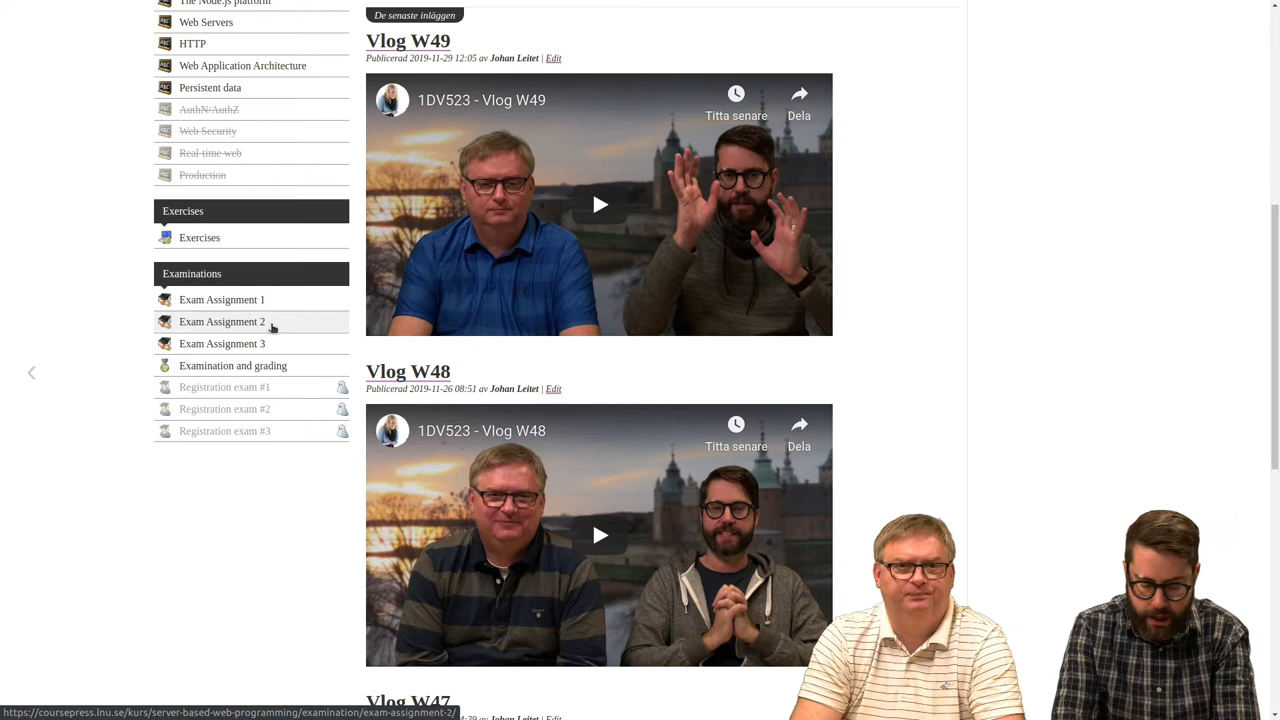 The Node.js platform
Web Servers
HTTP
Web Application Architecture
Persistent data
AuthN/AuthZ
Web Security
Real-time web
Production
Exercises
Exercises
Examinations
Exam Assignment 1
Exam Assignment 2
Exam Assignment 3
Examination and grading
Registration exam #1
Registration exam #2
Registration exam #3
De senaste inläggen
Vlog W49
Publicerad 2019-11-29 12:05 av Johan Leitet | Edit
1DV523 - Vlog W49
Titta senare
Dela
Vlog W48
Publicerad 2019-11-26 08:51 av Johan Leitet | Edit
1DV523 - Vlog W48
Titta senare
Dela
Vlog W47
Edit
https://coursepress.lnu.se/kurs/server-based-web-programming/examination/exam-assignment-2/